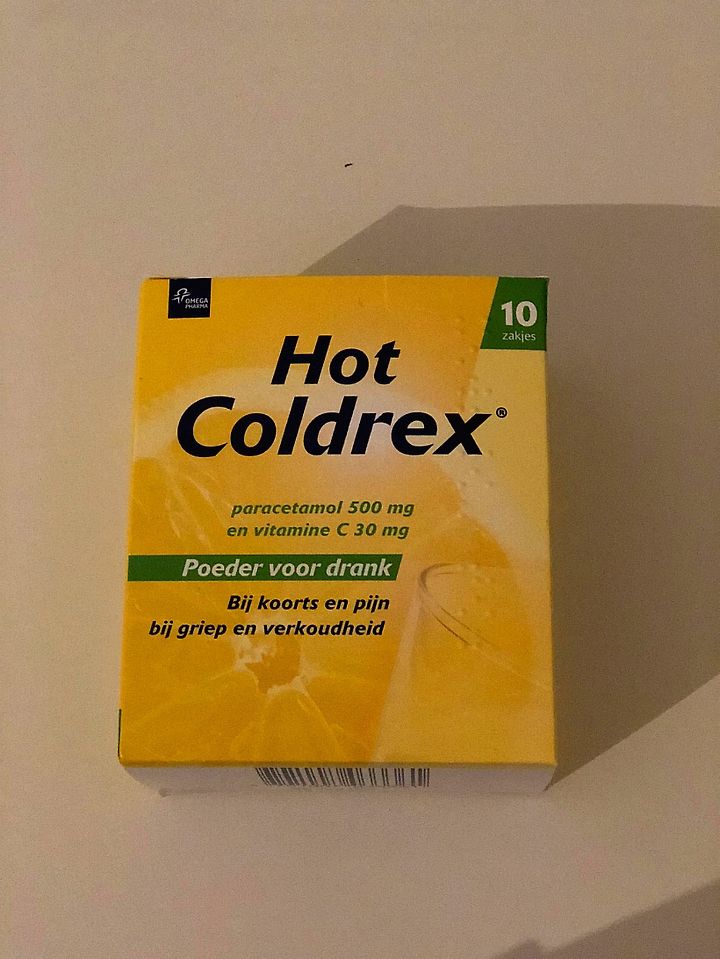 OMEGA
PHARMA
10
zakjes
Hot
Coldrex®
paracetamol 500 mg
en vitamine C 30 mg
Poeder voor drank
Bij koorts en pijn
bij griep en verkoudheid